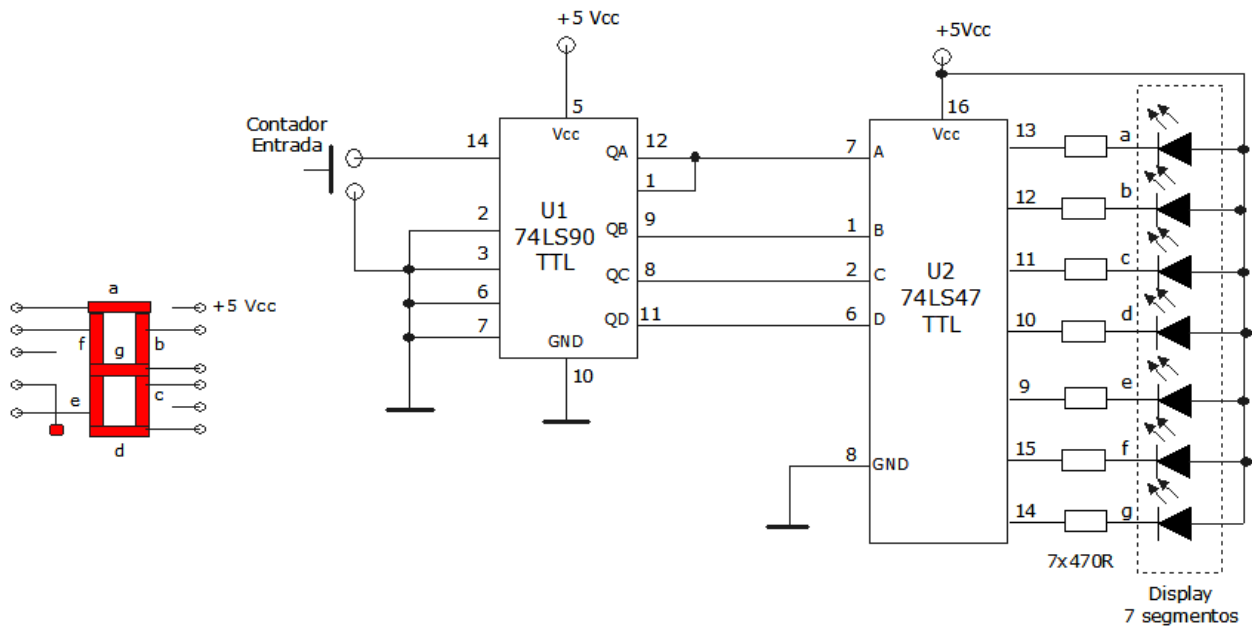 +5 Vcc
+5Vcc
Contador
Entrada
14
2
3
6
7
5
Vcc
U1
74LS90
TTL
GND
10
QA
QB
QC
QD
12
1
9
8
11
7
1
2
6
8
A
B
C
D
GND
16
Vcc
U2
74LS47
TTL
13
12
11
10
9
15
14
a
b
c
d
e
f
g
7x470R
Display
7 segmentos
a
+5 Vcc
f
g
b
e
c
d